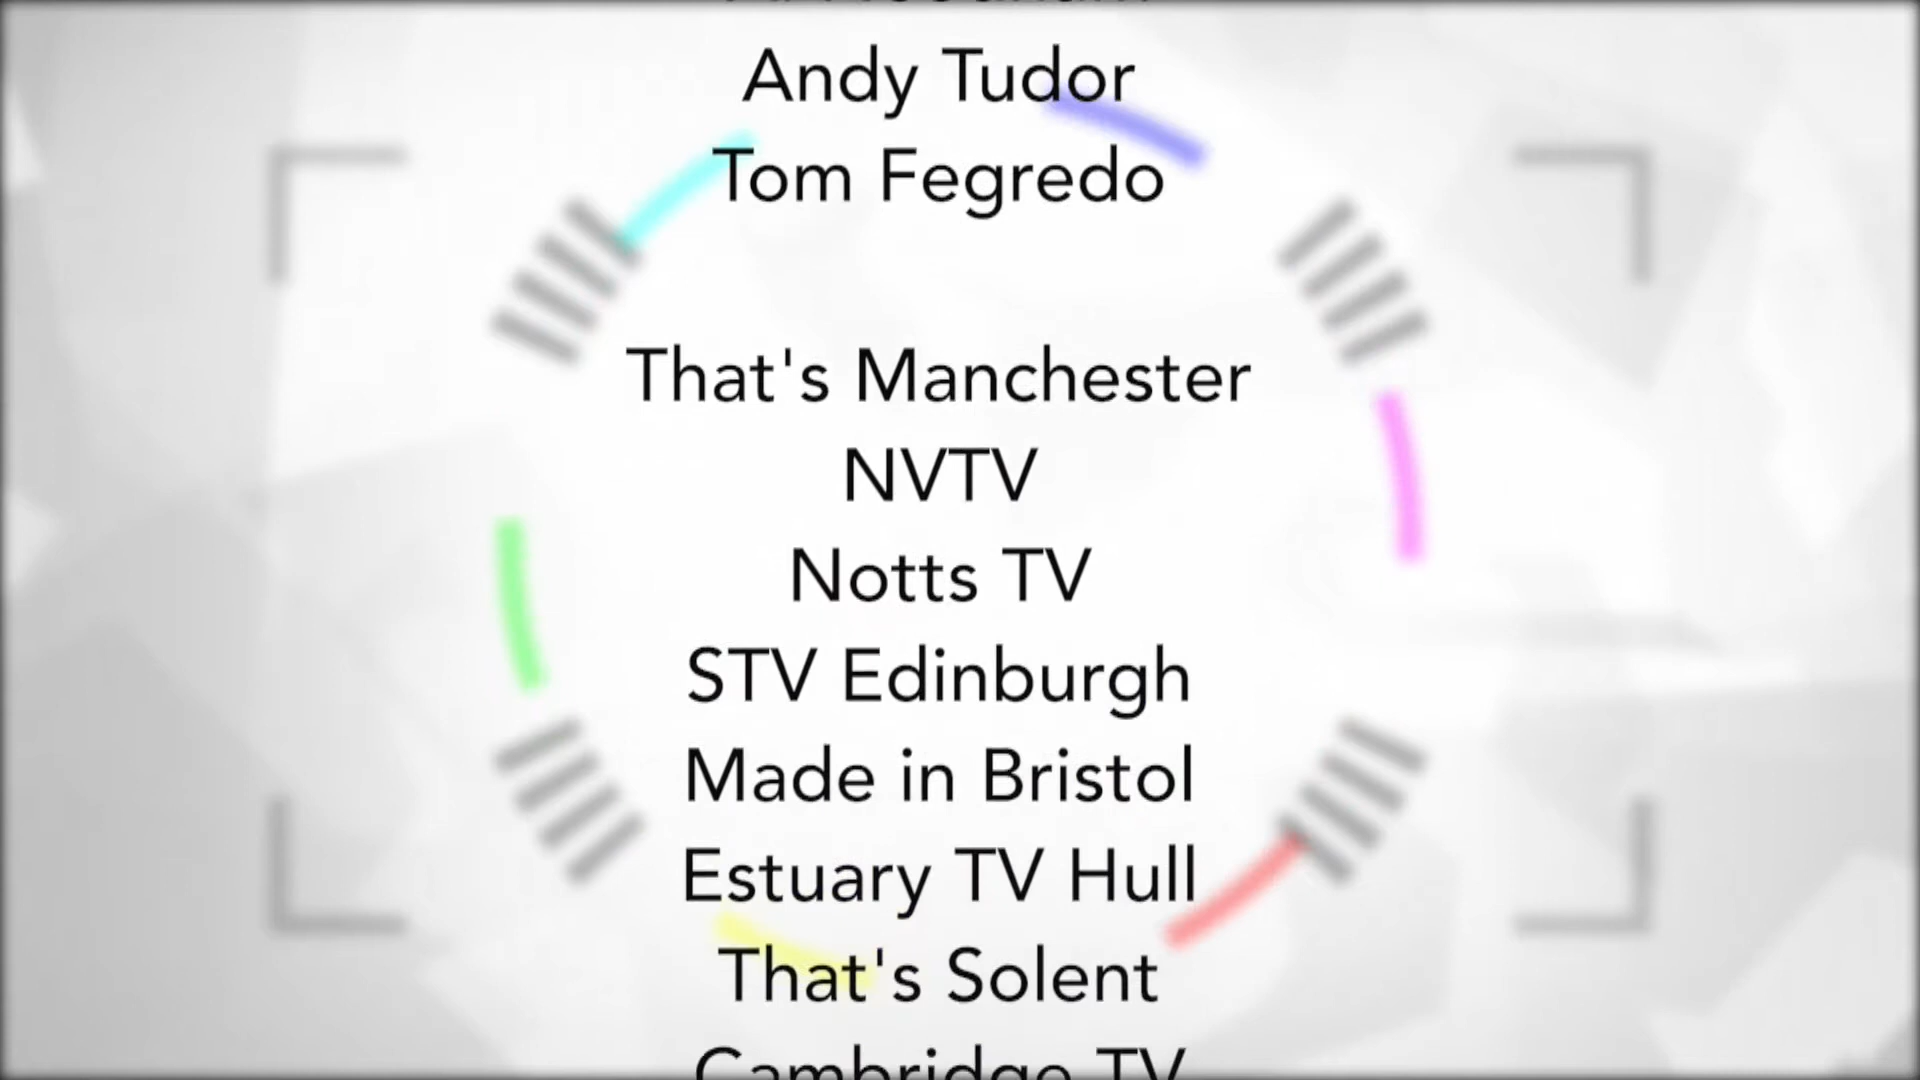 Andy Tudor
Tom Fegredo
That's Manchester
NVTV
Notts TV
STV Edinburgh
Made in Bristol
Estuary TV Hull
That's Solent
Cambridge TV